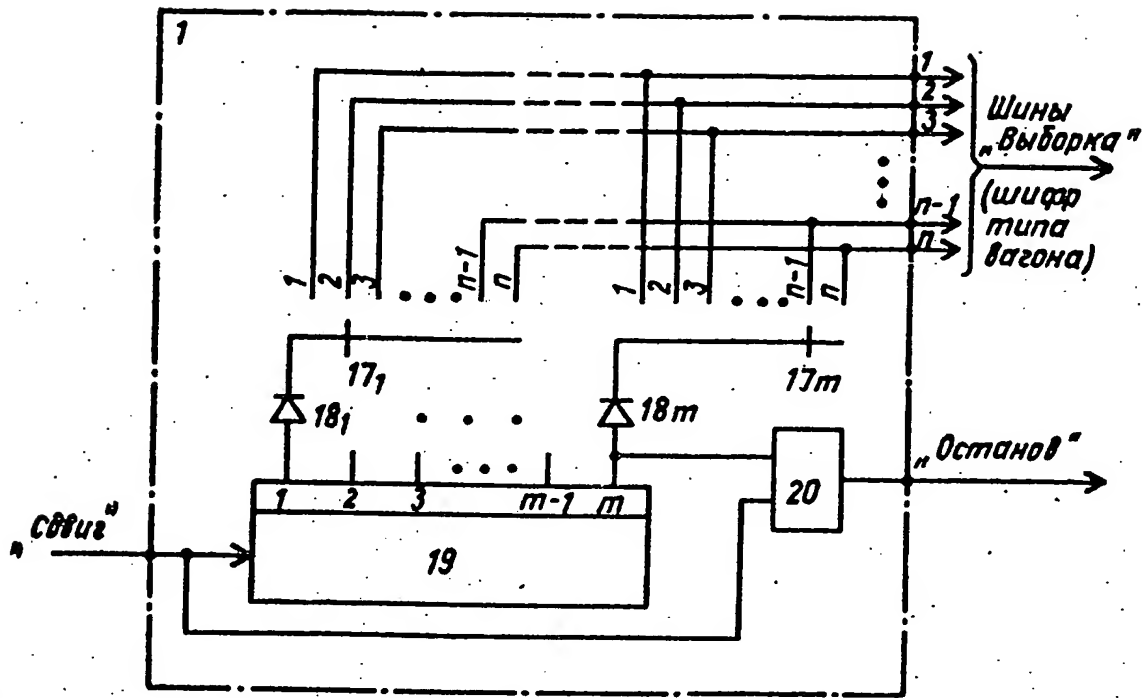 1
1
2
3
Шины
„Выборка"
(шифр
типа
вагона)
n-1
n
1
2
3
n-1
n
1
2
3
n-1
n
17₁
17m
18₁
18m
„Останов"
20
1
2
3
m-1
m
„Сдвиг"
19